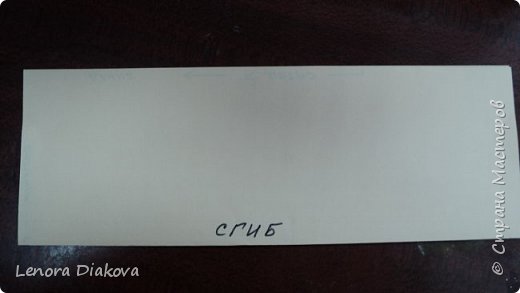 сгиб
Lenora Diakova
© Страна Мастеров